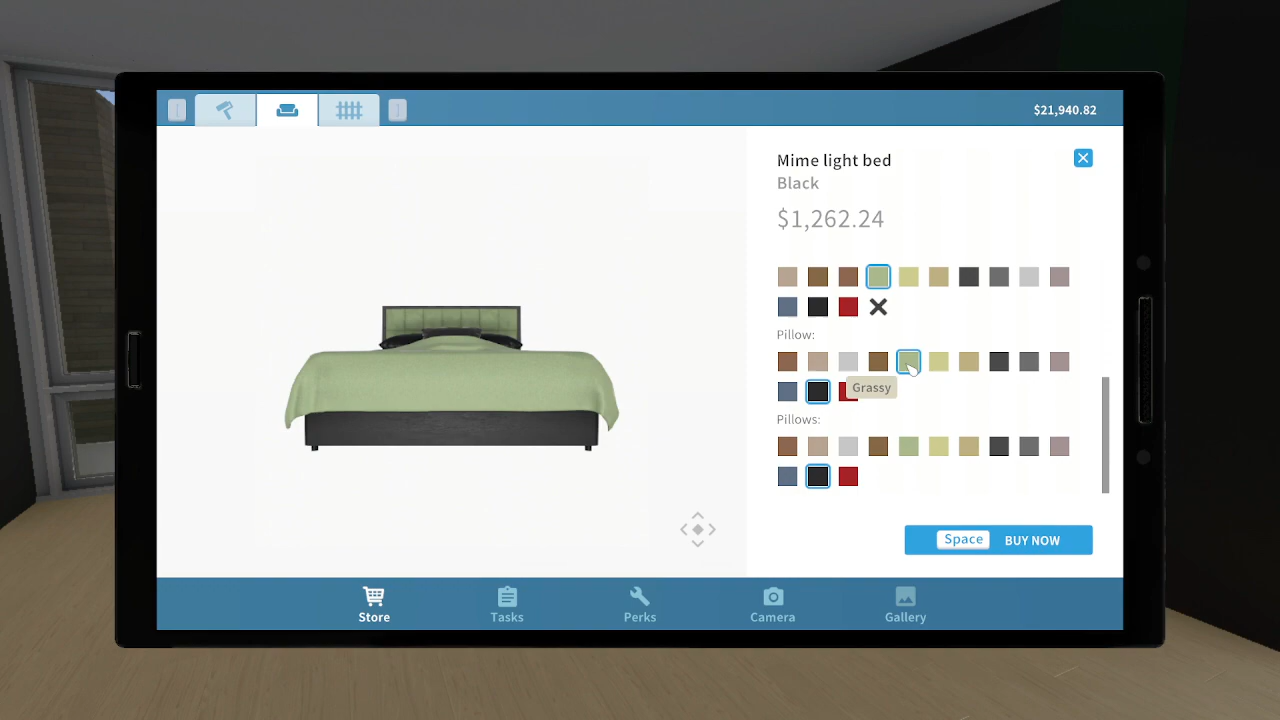 $21,940.82
Mime light bed
Black
$1,262.24
Pillow:
Grassy
Pillows:
Space BUY NOW
Store Tasks Perks Camera Gallery